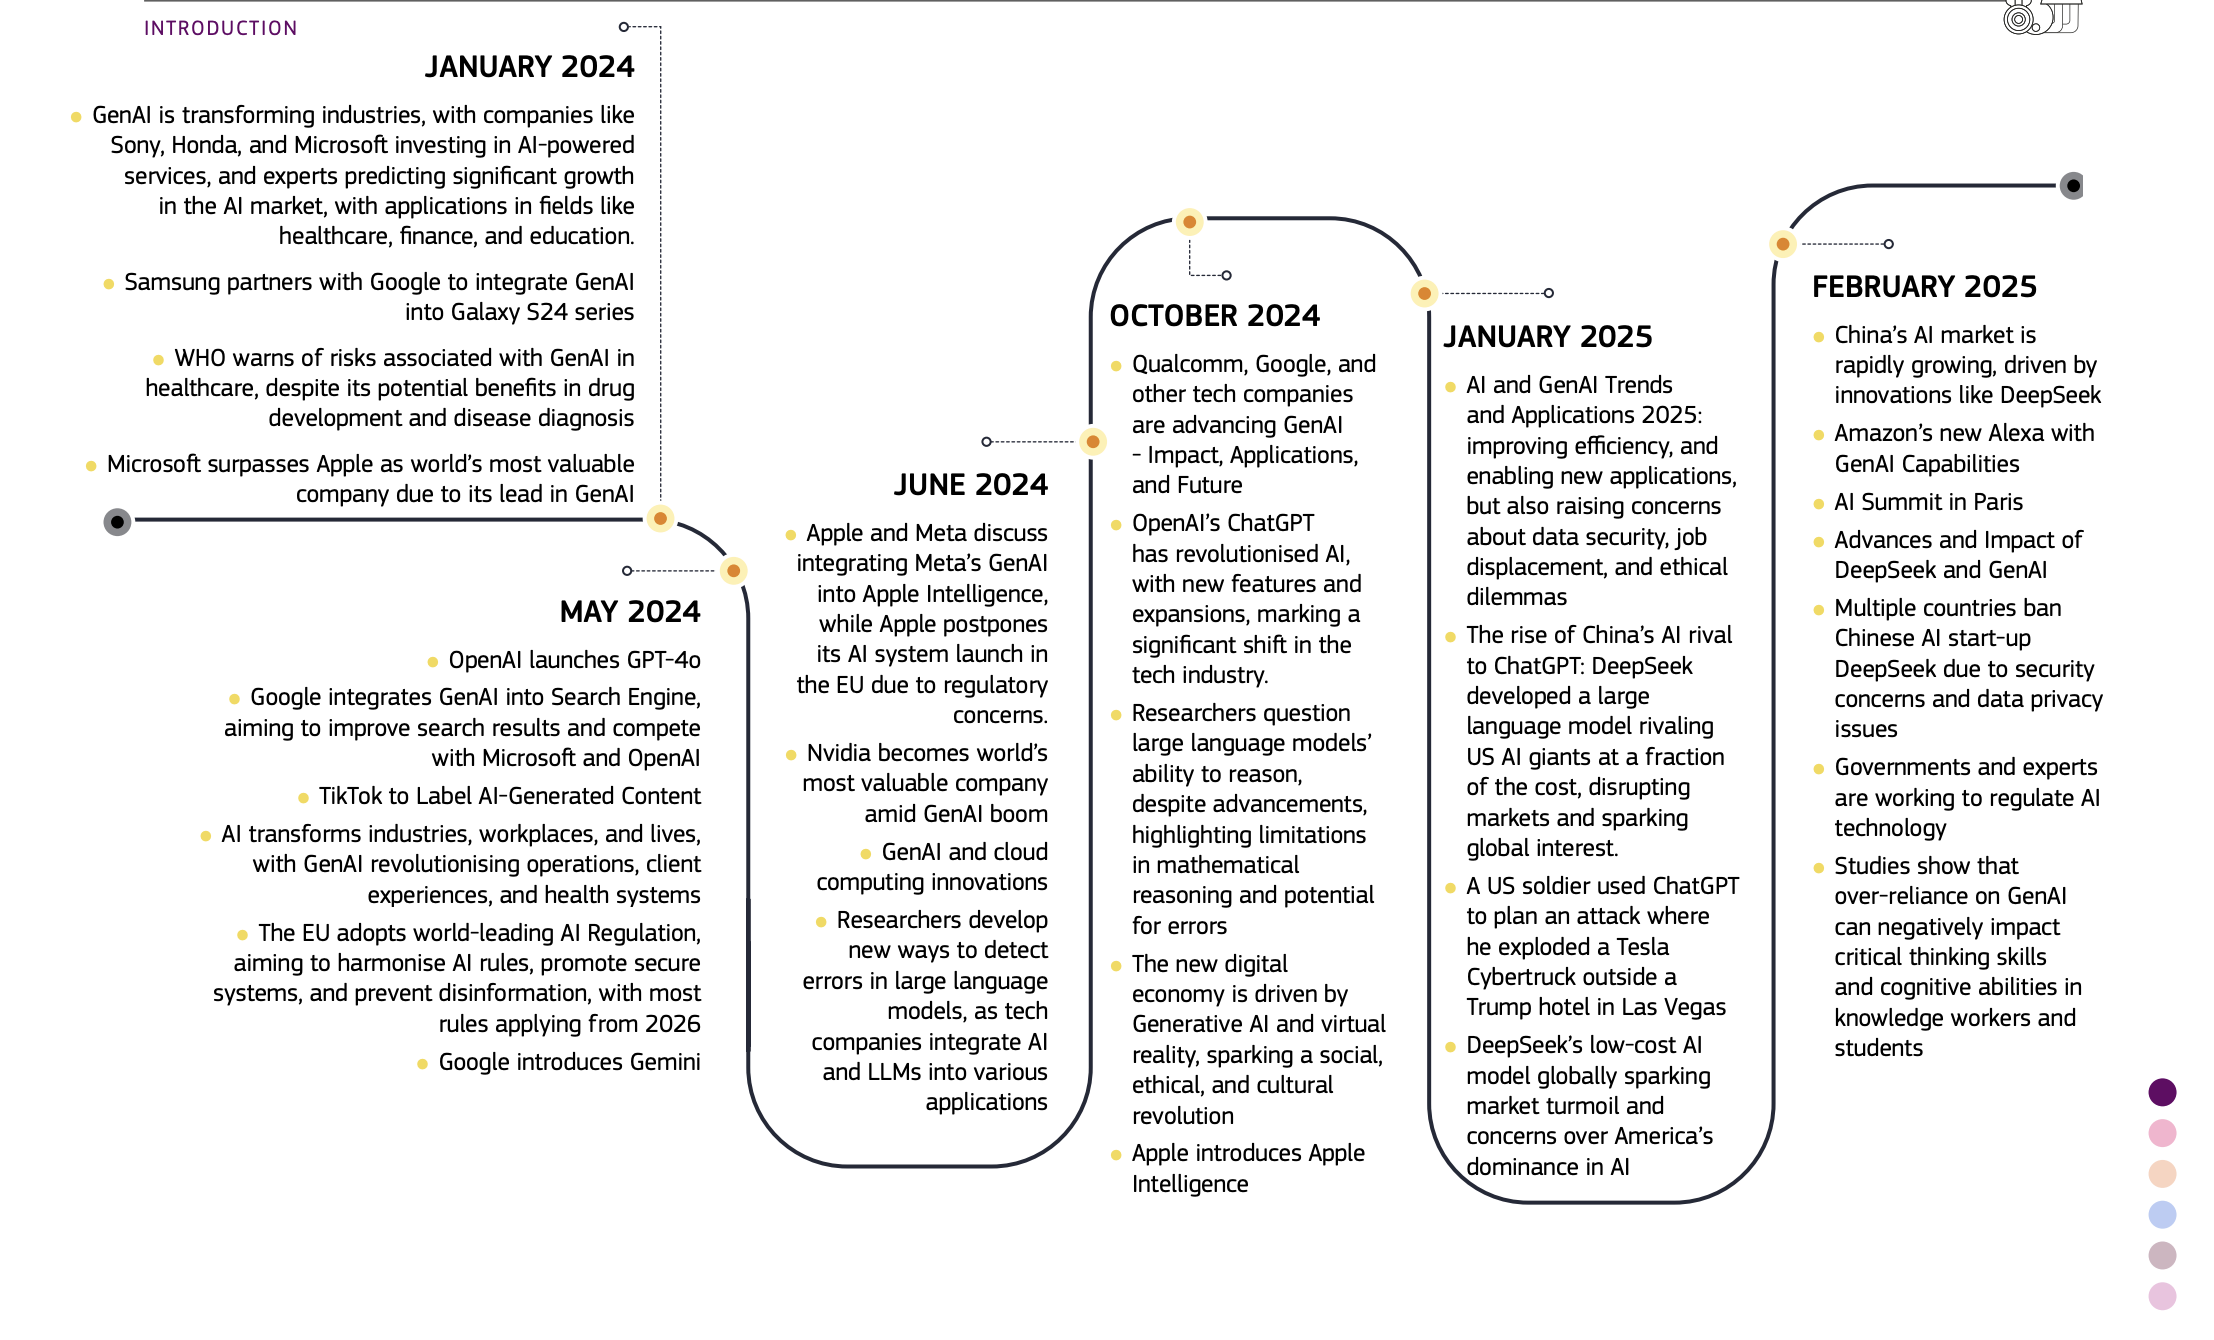 INTRODUCTION
JANUARY 2024
GenAI is transforming industries, with companies like
Sony, Honda, and Microsoft investing in AI-powered
services, and experts predicting significant growth
in the AI market, with applications in fields like
healthcare, finance, and education.
Samsung partners with Google to integrate GenAI
into Galaxy S24 series
WHO warns of risks associated with GenAI in
healthcare, despite its potential benefits in drug
development and disease diagnosis
Microsoft surpasses Apple as world's most valuable
company due to its lead in GenAI
MAY 2024
OpenAI launches GPT-4o
Google integrates GenAI into Search Engine,
aiming to improve search results and compete
with Microsoft and OpenAI
TikTok to Label AI-Generated Content
AI transforms industries, workplaces, and lives,
with GenAI revolutionising operations, client
experiences, and health systems
The EU adopts world-leading AI Regulation,
aiming to harmonise AI rules, promote secure
systems, and prevent disinformation, with most
rules applying from 2026
Google introduces Gemini
JUNE 2024
Apple and Meta discuss
integrating Meta's GenAI
into Apple Intelligence,
while Apple postpones
its AI system launch in
the EU due to regulatory
concerns.
Nvidia becomes world's
most valuable company
amid GenAI boom
GenAI and cloud
computing innovations
Researchers develop
new ways to detect
errors in large language
models, as tech
companies integrate AI
and LLMs into various
applications
OCTOBER 2024
Qualcomm, Google, and
other tech companies
are advancing GenAI
- Impact, Applications,
and Future
OpenAI's ChatGPT
has revolutionised AI,
with new features and
expansions, marking a
significant shift in the
tech industry.
Researchers question
large language models'
ability to reason,
despite advancements,
highlighting limitations
in mathematical
reasoning and potential
for errors
The new digital
economy is driven by
Generative AI and virtual
reality, sparking a social,
ethical, and cultural
revolution
Apple introduces Apple
Intelligence
JANUARY 2025
AI and GenAI Trends
and Applications 2025:
improving efficiency, and
enabling new applications,
but also raising concerns
about data security, job
displacement, and ethical
dilemmas
The rise of China's AI rival
to ChatGPT: DeepSeek
developed a large
language model rivaling
US AI giants at a fraction
of the cost, disrupting
markets and sparking
global interest.
A US soldier used ChatGPT
to plan an attack where
he exploded a Tesla
Cybertruck outside a
Trump hotel in Las Vegas
DeepSeek's low-cost AI
model globally sparking
market turmoil and
concerns over America's
dominance in AI
FEBRUARY 2025
China's AI market is
rapidly growing, driven by
innovations like DeepSeek
Amazon's new Alexa with
GenAI Capabilities
AI Summit in Paris
Advances and Impact of
DeepSeek and GenAI
Multiple countries ban
Chinese AI start-up
DeepSeek due to security
concerns and data privacy
issues
Governments and experts
are working to regulate AI
technology
Studies show that
over-reliance on GenAI
can negatively impact
critical thinking skills
and cognitive abilities in
knowledge workers and
students